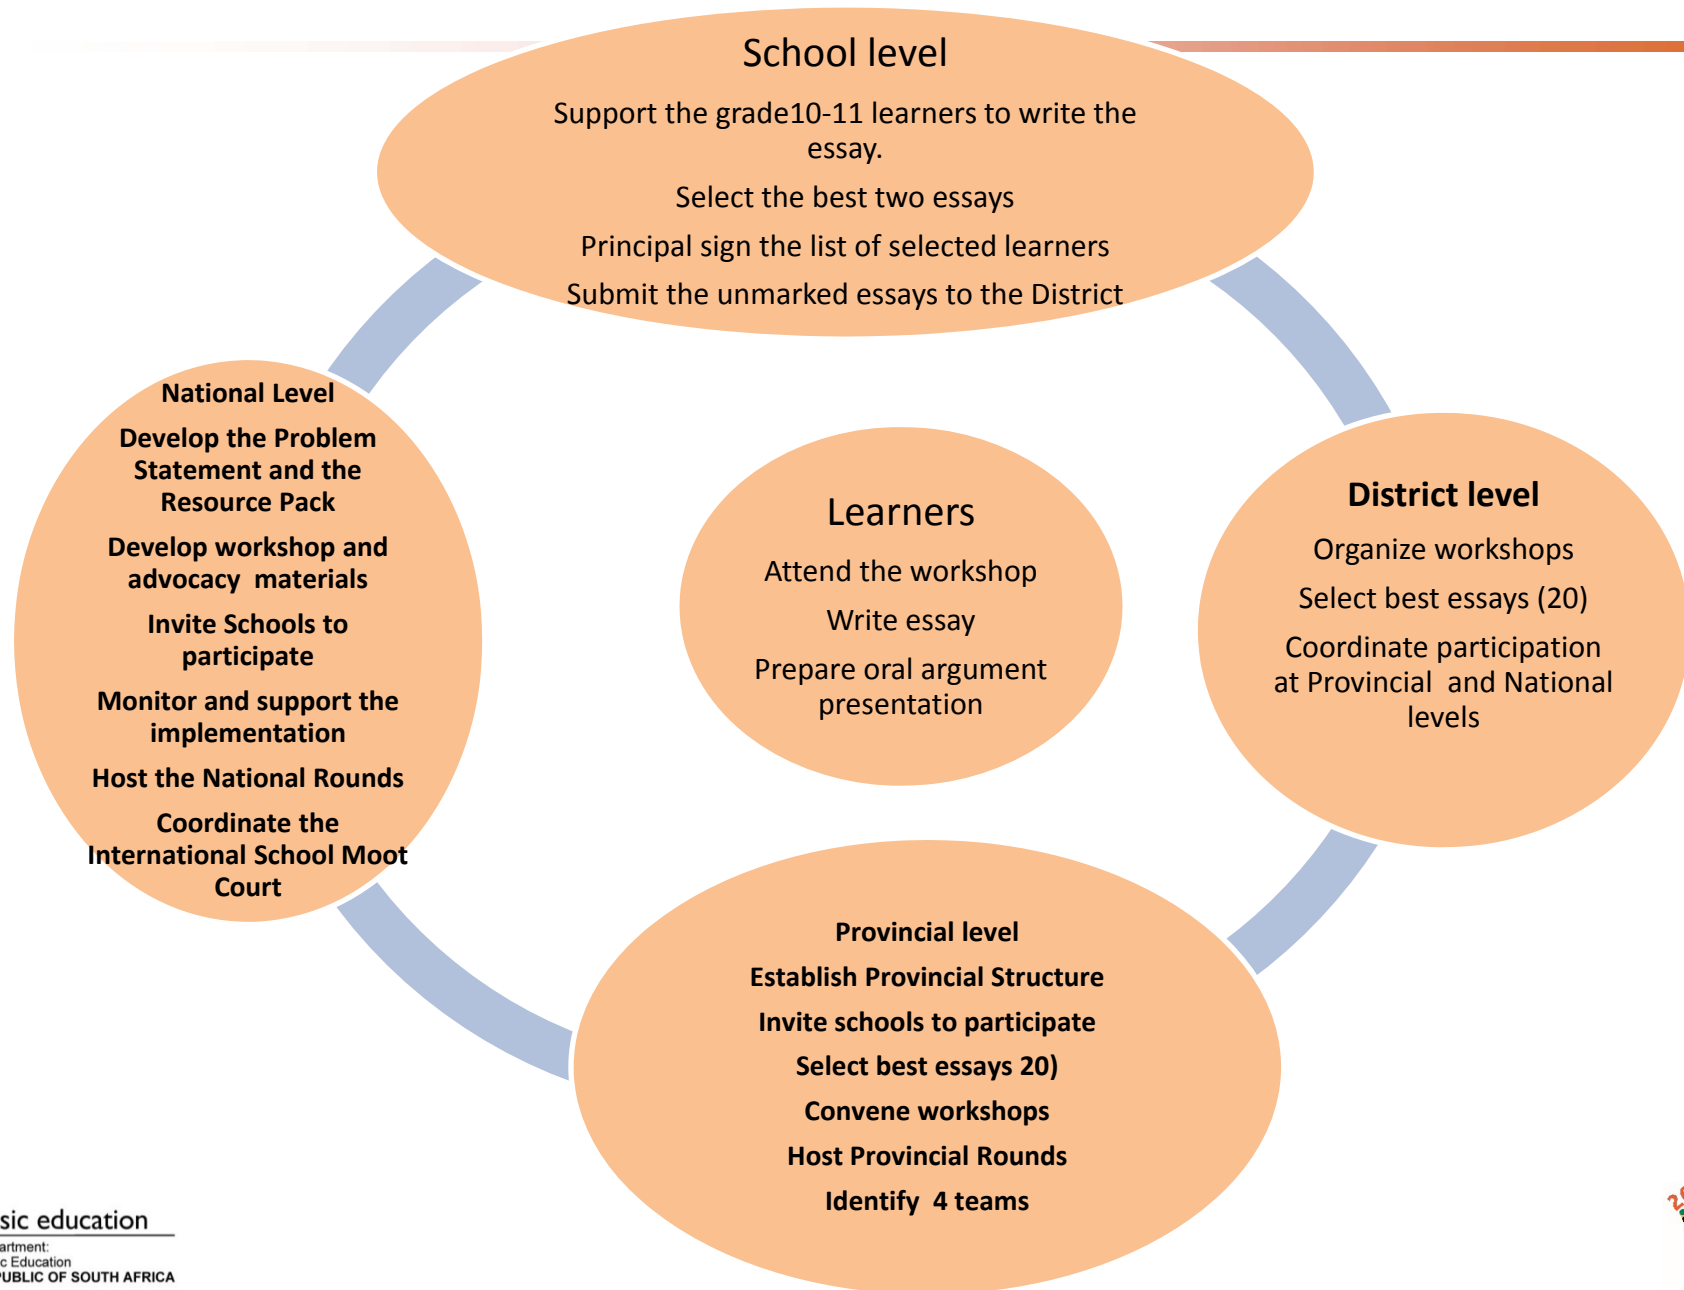 School level
Support the grade10-11 learners to write the
essay.
Select the best two essays
Principal sign the list of selected learners
Submit the unmarked essays to the District
National Level
Develop the Problem
Statement and the
Resource Pack
Develop workshop and
advocacy materials
Invite Schools to
participate
Monitor and support the
implementation
Host the National Rounds
Coordinate the
International School Moot
Court
Learners
Attend the workshop
Write essay
Prepare oral argument
presentation
District level
Organize workshops
Select best essays (20)
Coordinate participation
at Provincial and National
levels
Provincial level
Establish Provincial Structure
Invite schools to participate
Select best essays 20)
Convene workshops
Host Provincial Rounds
Identify 4 teams
sic education
artment:
c Education
PUBLIC OF SOUTH AFRICA